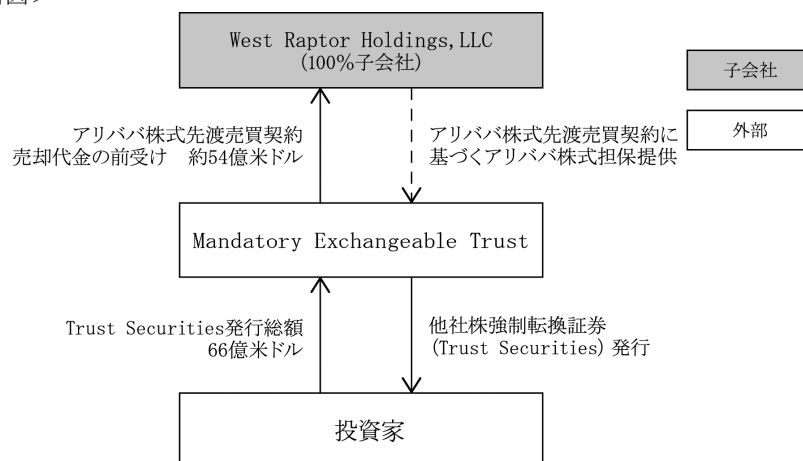 West Raptor Holdings,LLC
(100%子会社)
子会社
外部
アリババ株式先渡売買契約
売却代金の前受け 約54億米ドル
アリババ株式先渡売買契約に
基づくアリババ株式担保提供
Mandatory Exchangeable Trust
Trust Securities発行総額
66億米ドル
他社株強制転換証券
(Trust Securities) 発行
投資家